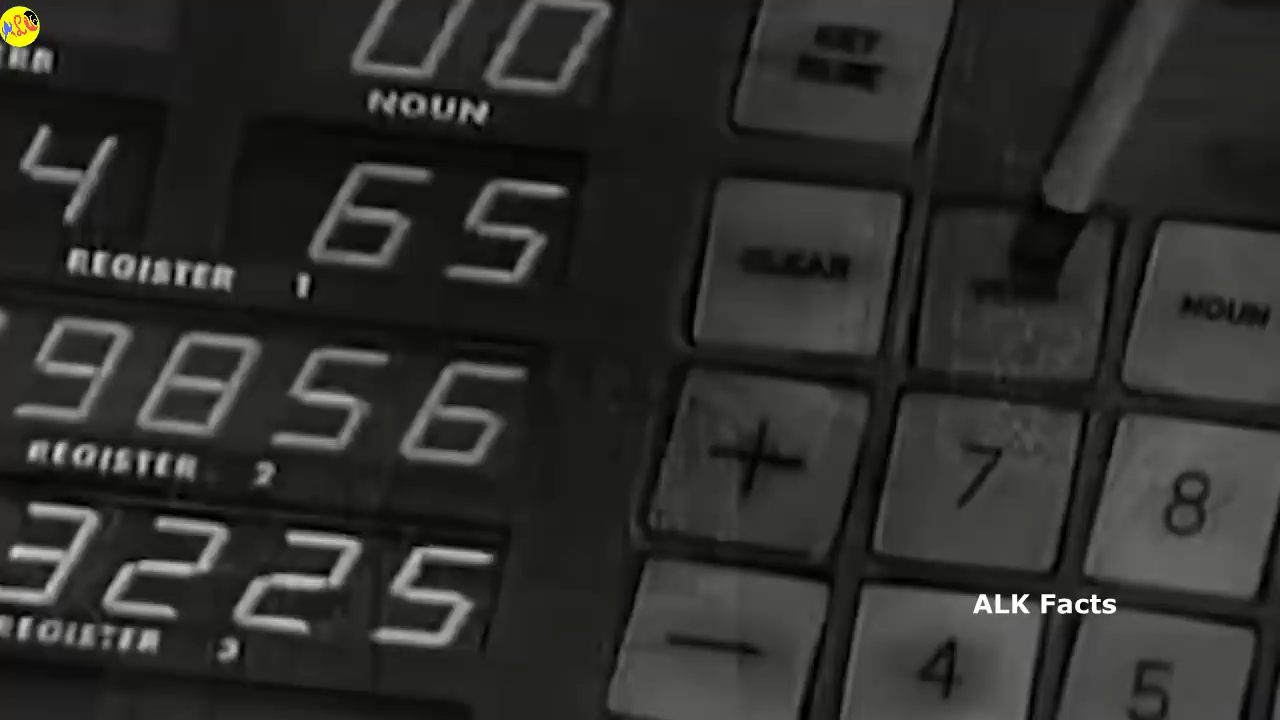 00
NOUN
4 65
REGISTER 1
9856
REGISTER 2
3225
REGISTER 3
KEY
CLEAR
NOUN
+
7
8
-
4
5
ALK Facts